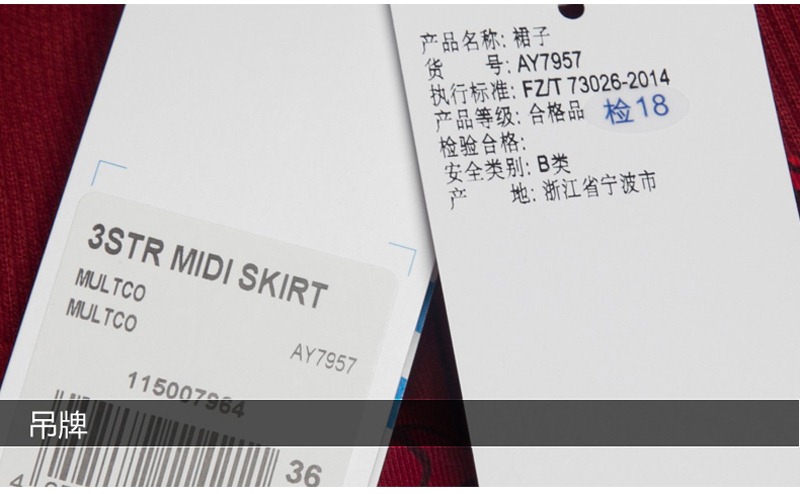 产品名称: 裙子
货 号: AY7957
执行标准: FZ/T 73026-2014
产品等级: 合格品
检18
检验合格:
安全类别: B类
产 地: 浙江省宁波市
3STR MIDI SKIRT
MULTCO
MULTCO
AY7957
115007964
36
吊牌